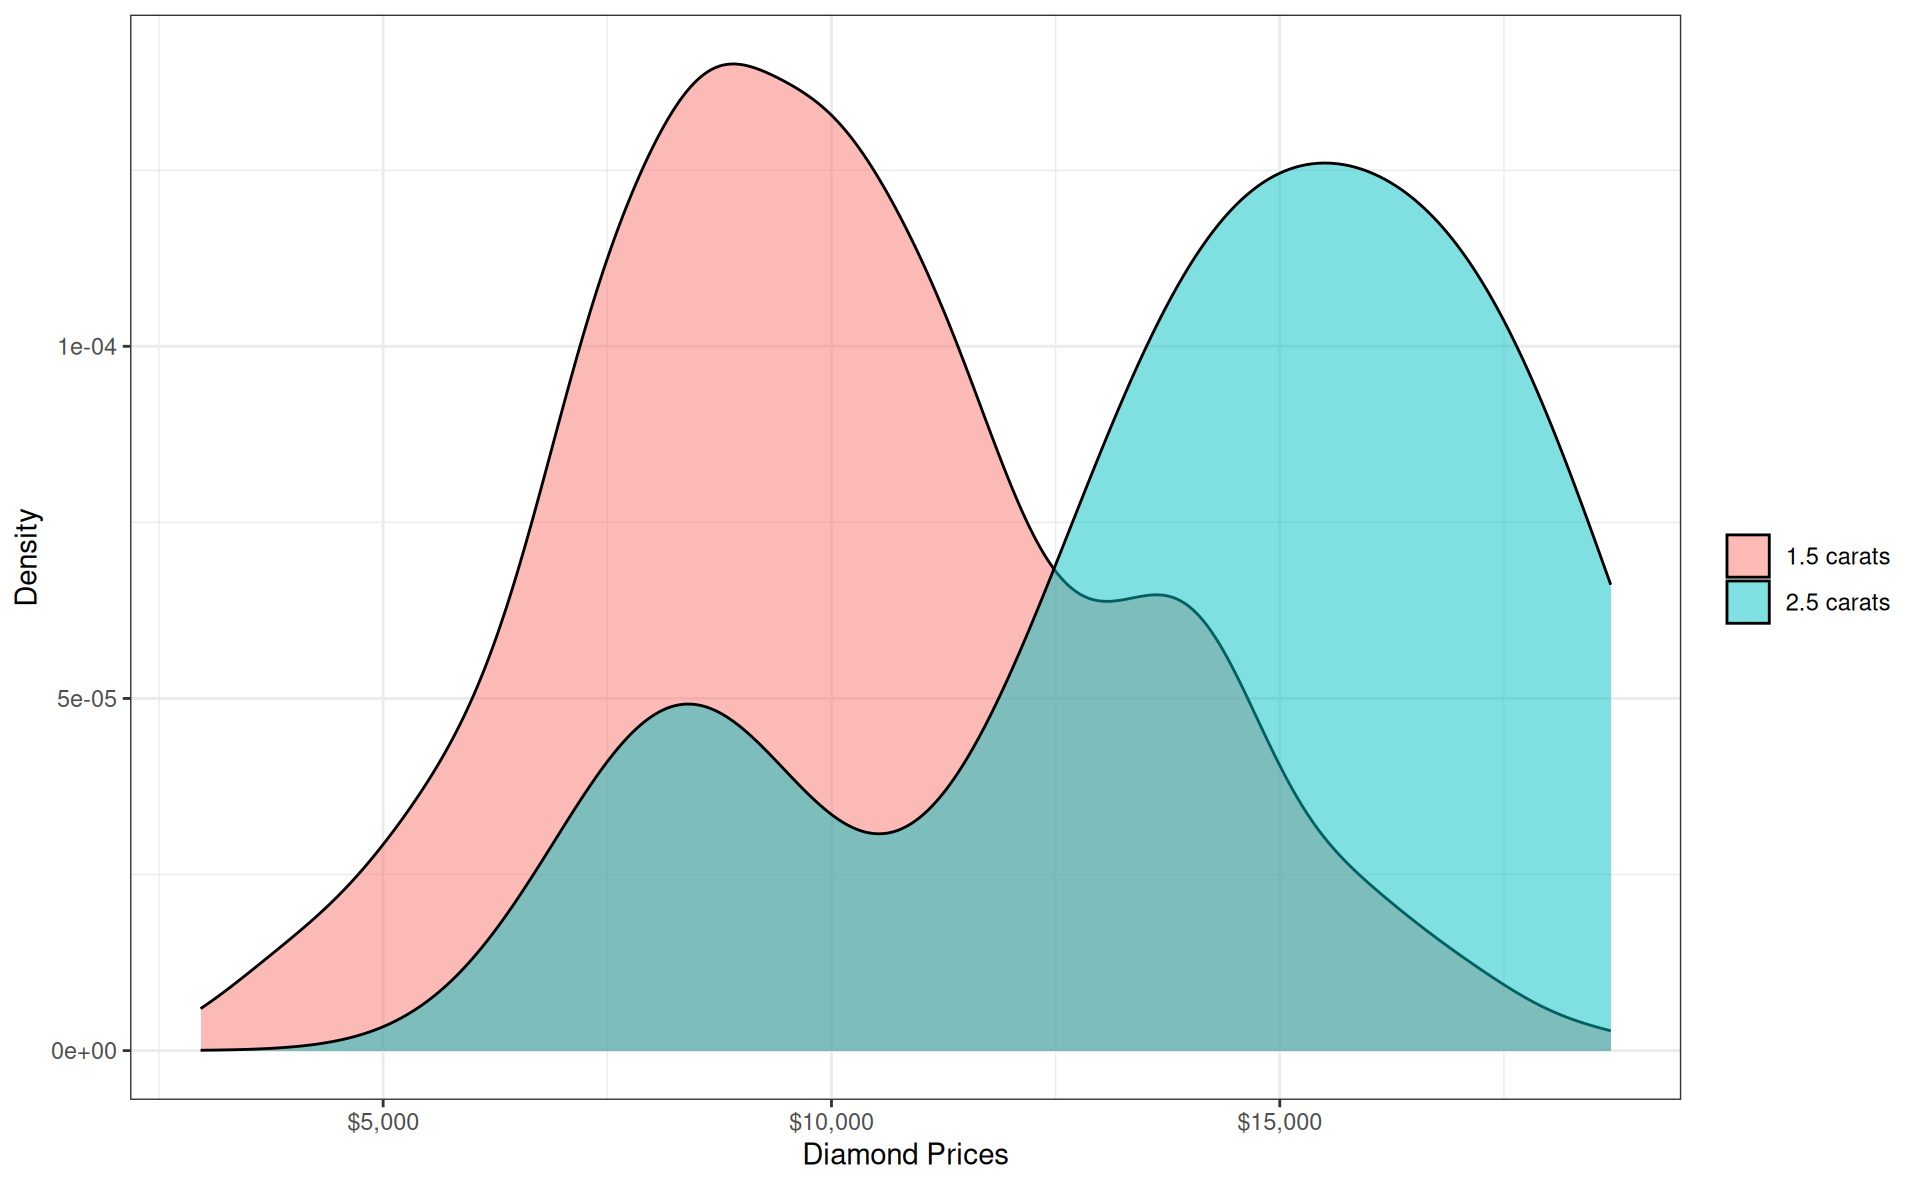 Density
1e-04
5e-05
0e+00
$5,000
$10,000
$15,000
Diamond Prices
1.5 carats
2.5 carats